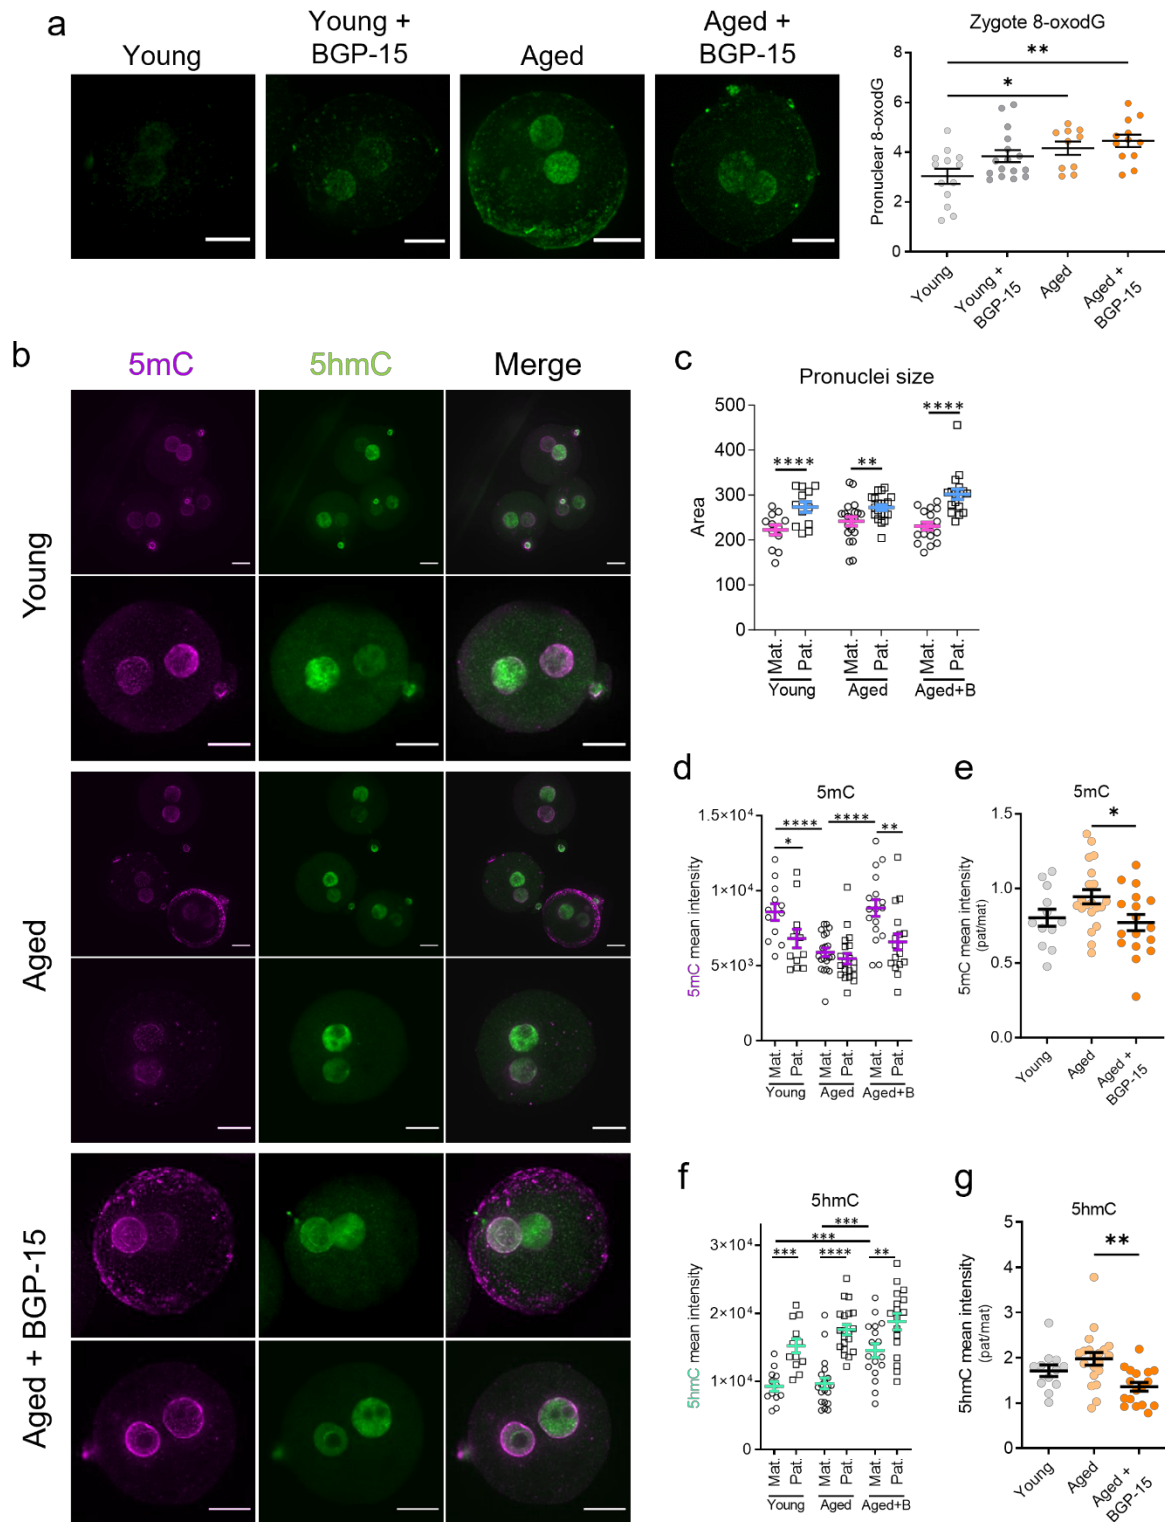 a
Young
Young +
BGP-15
Aged
Aged +
BGP-15
Zygote 8-oxodG
Pronuclear 8-oxodG
8
6
4
2
0
**
*
Young
Young +
BGP-15
Aged
Aged +
BGP-15
b
5mC
5hmC
Merge
Young
Aged
Aged + BGP-15
c
Pronuclei size
Area
500
400
300
200
100
0
****
**
****
Mat.
Pat.
Mat.
Pat.
Mat.
Pat.
Young
Aged
Aged+B
d
5mC
5mC mean intensity
1.5×10⁴
1×10⁴
5×10³
0
****
****
*
**
Mat.
Pat.
Mat.
Pat.
Mat.
Pat.
Young
Aged
Aged+B
e
5mC
5mC mean intensity
(pat/mat)
1.5
1.0
0.5
0.0
*
Young
Aged
Aged +
BGP-15
f
5hmC
5hmC mean intensity
3×10⁴
2×10⁴
1×10⁴
0
***
***
***
****
**
Mat.
Pat.
Mat.
Pat.
Mat.
Pat.
Young
Aged
Aged+B
g
5hmC
5hmC mean intensity
(pat/mat)
5
4
3
2
1
0
**
Young
Aged
Aged +
BGP-15